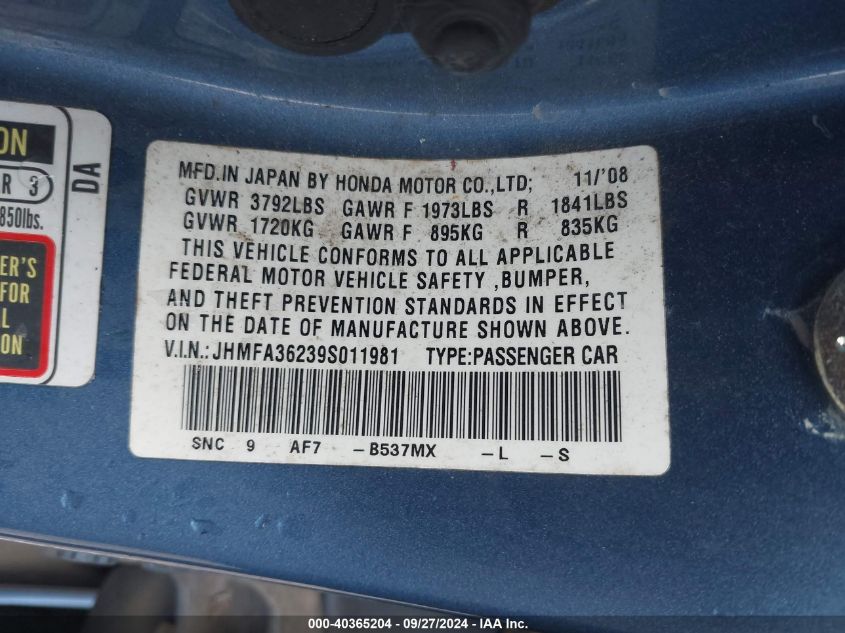 ON
R 3
850lbs.
DA
ER'S
FOR
L
ON
MFD.IN JAPAN BY HONDA MOTOR CO.,LTD; 11/'08
GVWR 3792LBS GAWR F 1973LBS R 1841LBS
GVWR 1720KG GAWR F 895KG R 835KG
THIS VEHICLE CONFORMS TO ALL APPLICABLE
FEDERAL MOTOR VEHICLE SAFETY ,BUMPER,
AND THEFT PREVENTION STANDARDS IN EFFECT
ON THE DATE OF MANUFACTURE SHOWN ABOVE.
V.I.N.:JHMFA36239S011981 TYPE:PASSENGER CAR
SNC 9 AF7 -B537MX -L -S
000-40365204 - 09/27/2024 - IAA Inc.